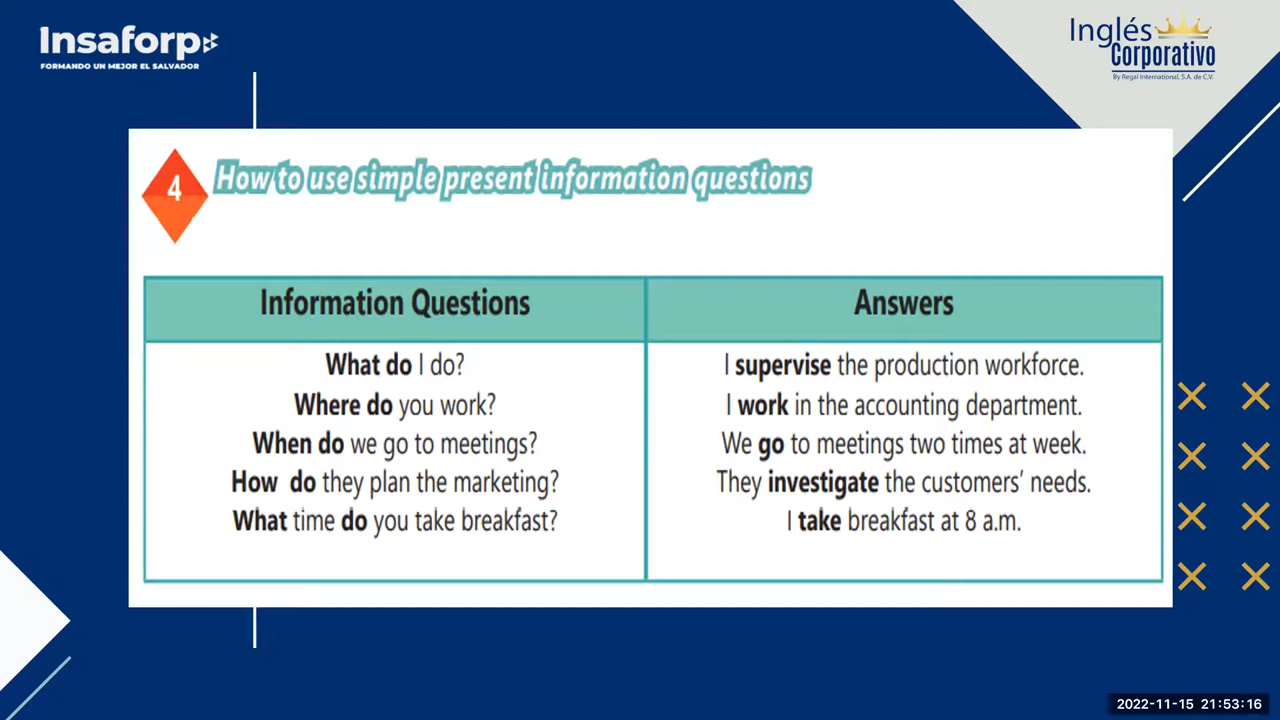 Insaforp
FORMANDO UN MEJOR EL SALVADOR
Inglés
Corporativo
By Regal International, S.A. de C.V.
4
How to use simple present information questions
Information Questions
Answers
What do I do?
I supervise the production workforce.
Where do you work?
I work in the accounting department.
When do we go to meetings?
We go to meetings two times at week.
How do they plan the marketing?
They investigate the customers' needs.
What time do you take breakfast?
I take breakfast at 8 a.m.
2022-11-15 21:53:16